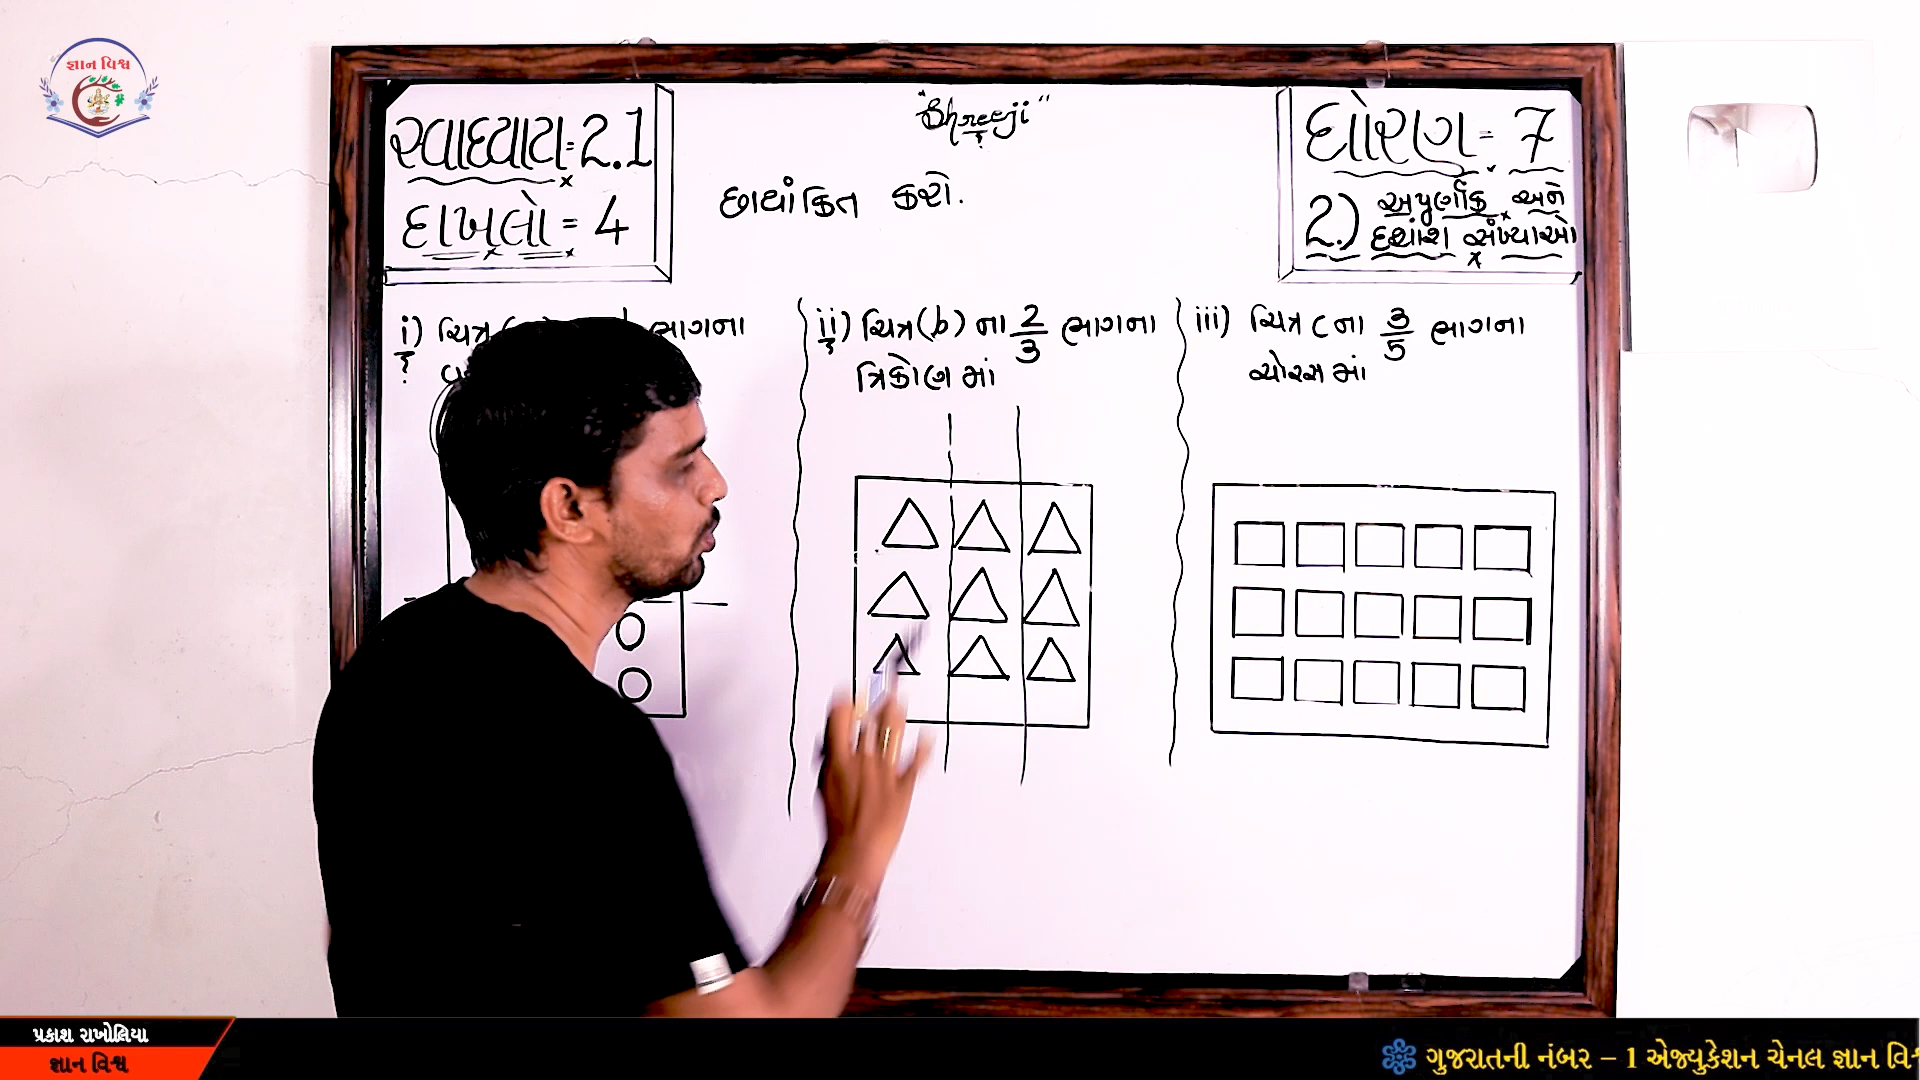 જ્ઞાન વિશ્વ
સ્વાધ્યાય = 2.1
દાખલો = 4
"Shreeji"
છાયાંકિત કરો.
ધોરણ = 7
2.) અપૂર્ણાંક અને
દશાંશ સંખ્યાઓ
i) ચિત્ર ભાગના
ii) ચિત્ર (b) ના 2/3 ભાગના
ત્રિકોણ માં
iii) ચિત્ર c ના 3/5 ભાગના
ચોરસ માં
પ્રકાશ રાખોલિયા
જ્ઞાન વિશ્વ
ગુજરાતની નંબર – 1 એજ્યુકેશન ચેનલ જ્ઞાન